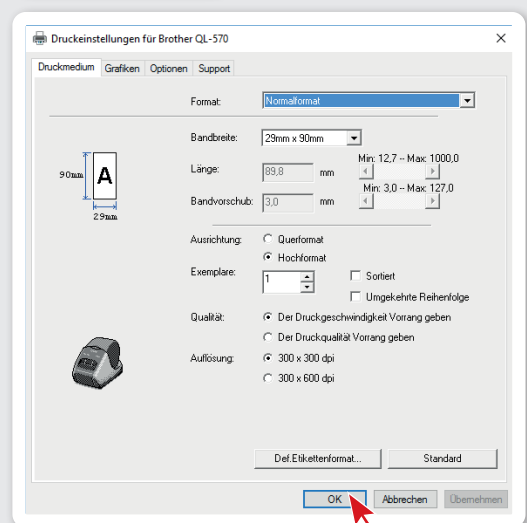 Druckeinstellungen für Brother QL-570
Druckmedium Grafiken Optionen Support
Format: Normalformat
Bandbreite: 29mm x 90mm
Länge: 89,8 mm Min: 12,7 -- Max: 1000,0
Bandvorschub: 3,0 mm Min: 3,0 -- Max: 127,0
90mm A
29mm
Ausrichtung: Querformat
Hochformat
Exemplare: 1 Sortiert
Umgekehrte Reihenfolge
Qualität: Der Druckgeschwindigkeit Vorrang geben
Der Druckqualität Vorrang geben
Auflösung: 300 x 300 dpi
300 x 600 dpi
Def.Etikettenformat... Standard
OK Abbrechen Übernehmen